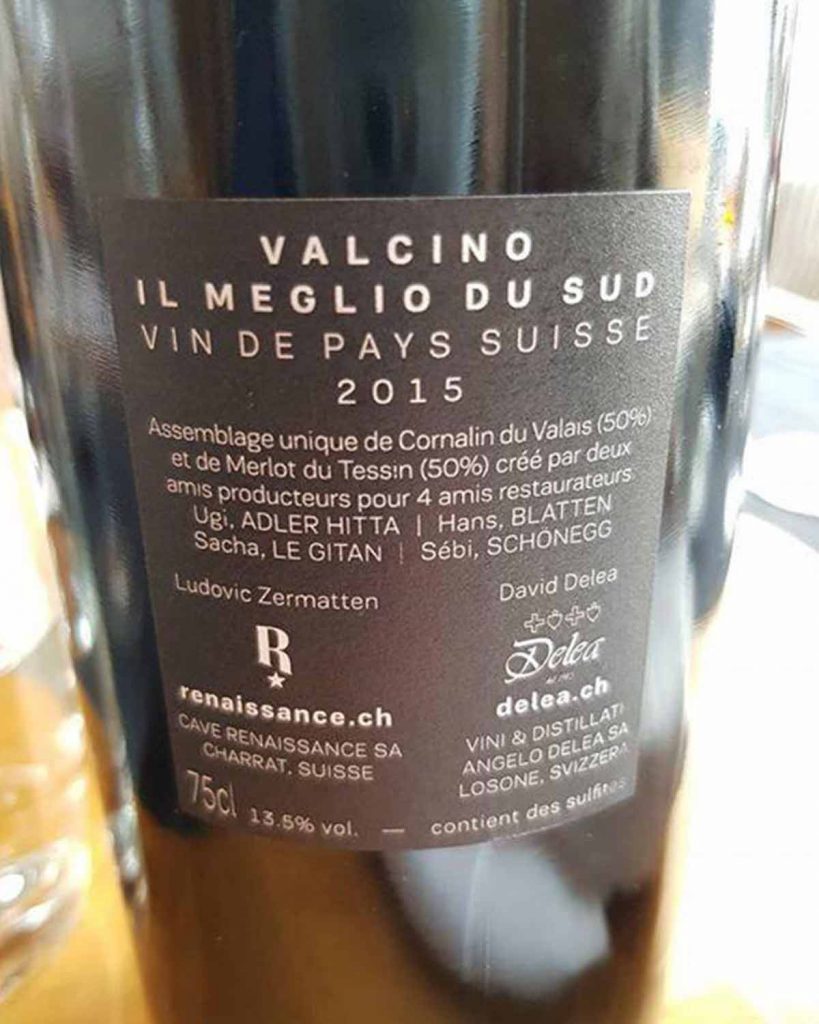 VALCINO
IL MEGLIO DU SUD
VIN DE PAYS SUISSE
2015
Assemblage unique de Cornalin du Valais (50%)
et de Merlot du Tessin (50%) créé par deux
amis producteurs pour 4 amis restaurateurs
Ugi, ADLER HITTA | Hans, BLATTEN
Sacha, LE GITAN | Sébi, SCHÖNEGG
Ludovic Zermatten
R
renaissance.ch
CAVE RENAISSANCE SA
CHARRAT, SUISSE
David Delea
Delea
delea.ch
VINI & DISTILLATI
ANGELO DELEA SA
LOSONE, SVIZZERA
75cl 13.5% vol. — contient des sulfites